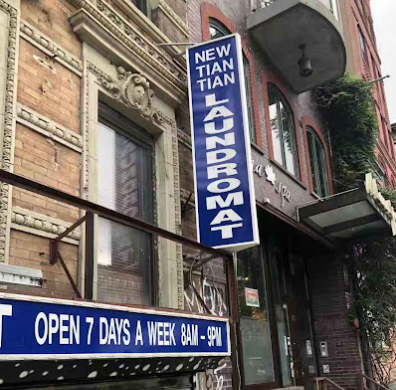 NEW
TIAN
TIAN
LAUNDROMAT
OPEN 7 DAYS A WEEK 8AM - 9PM